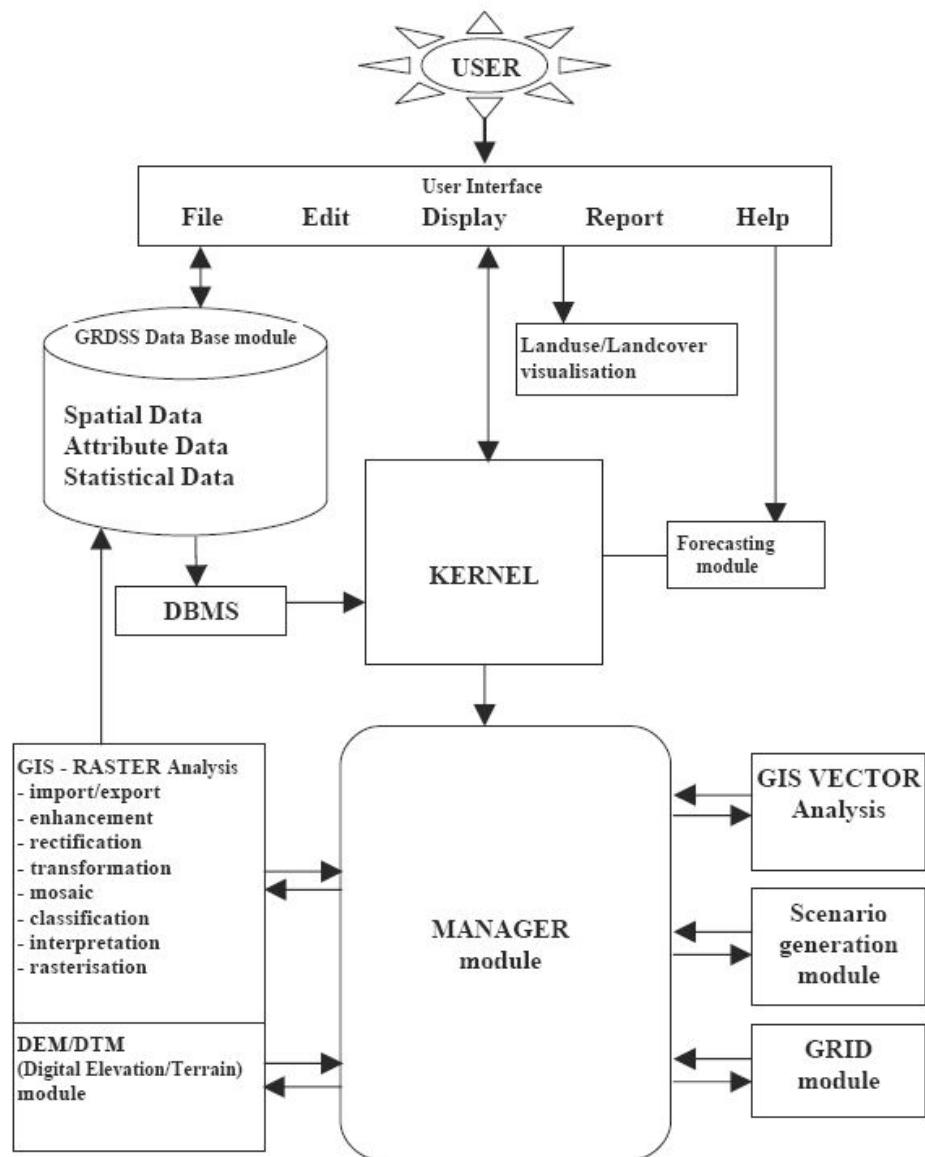 USER
User Interface
File Edit Display Report Help
GRDSS Data Base module
Spatial Data
Attribute Data
Statistical Data
Landuse/Landcover
visualisation
KERNEL
Forecasting
module
DBMS
GIS - RASTER Analysis
- import/export
- enhancement
- rectification
- transformation
- mosaic
- classification
- interpretation
- rasterisation
DEM/DTM
(Digital Elevation/Terrain)
module
MANAGER
module
GIS VECTOR
Analysis
Scenario
generation
module
GRID
module